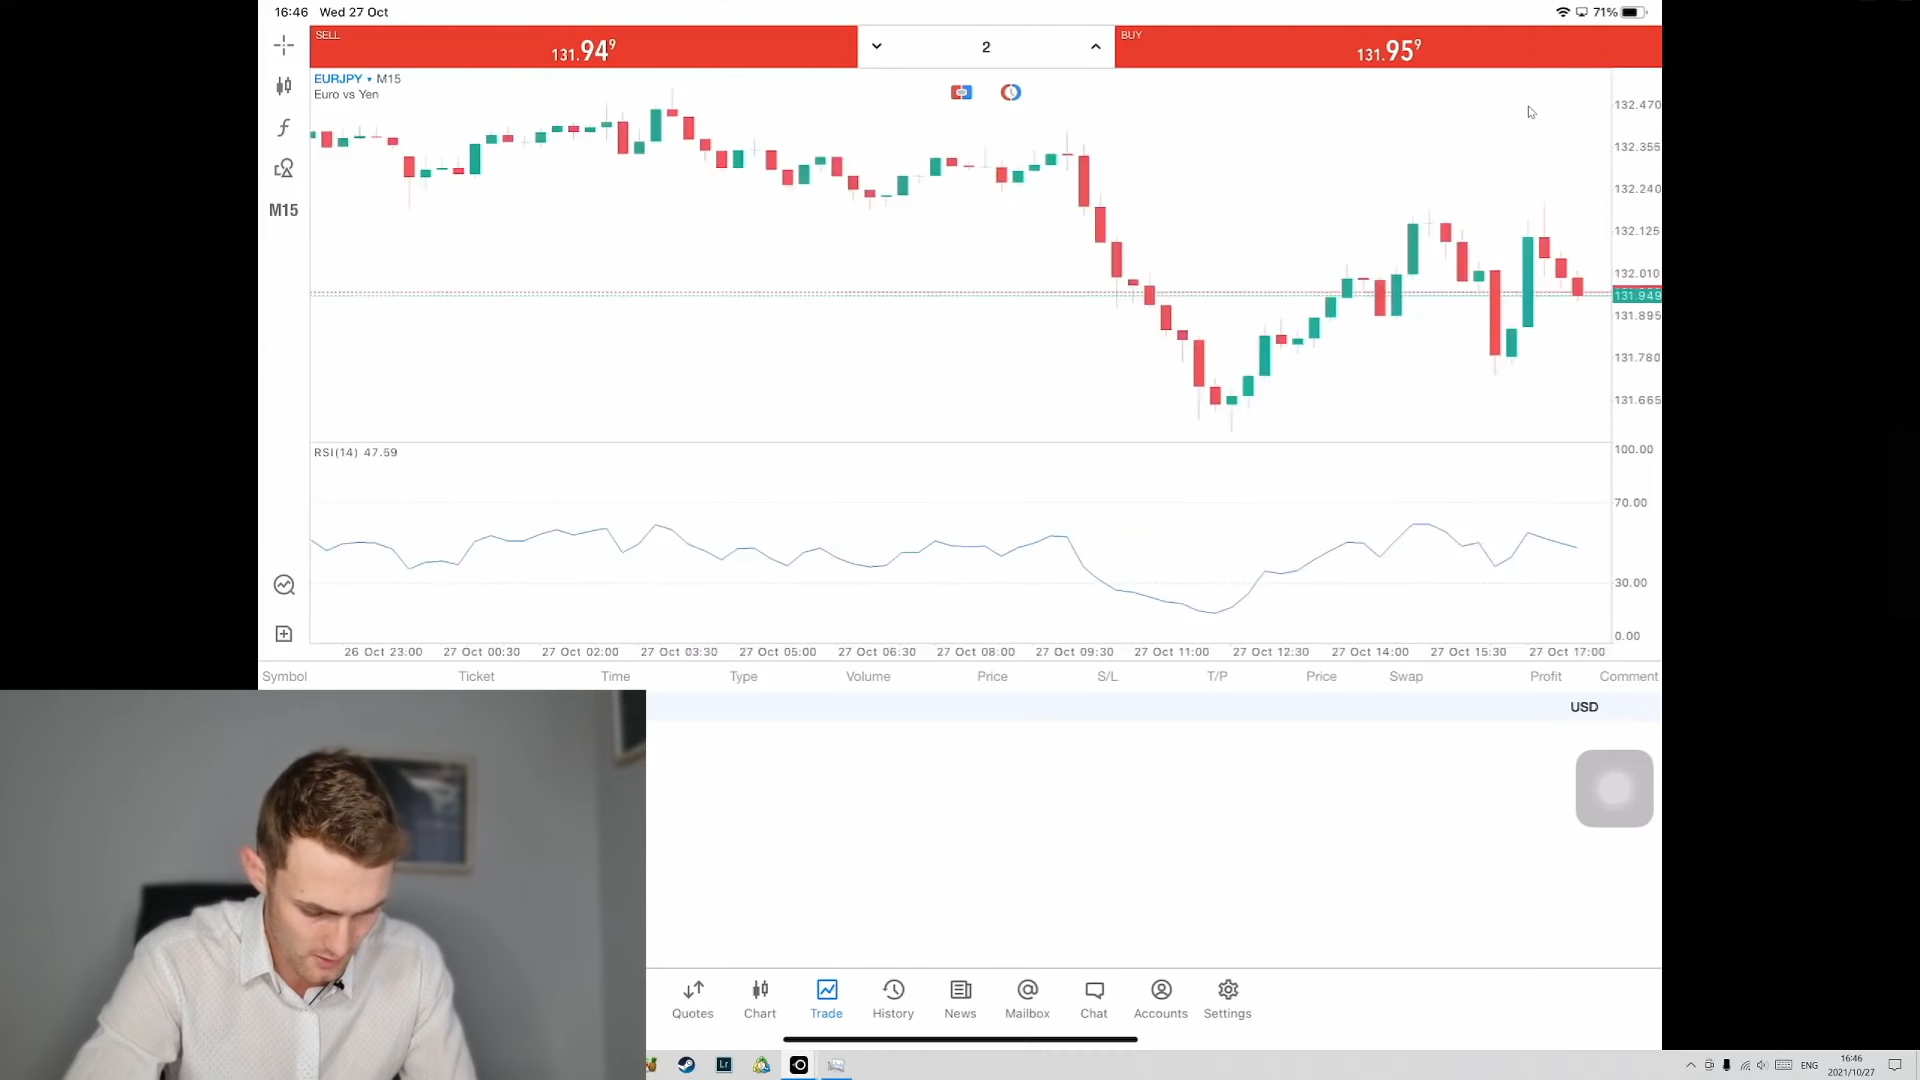 16:46 Wed 27 Oct
71%
SELL
131.949
2
BUY
131.959
EURJPY ▾ M15
Euro vs Yen
132.470
132.355
132.240
M15
132.125
132.010
131.949
131.895
131.780
131.665
RSI(14) 47.59
100.00
70.00
30.00
0.00
26 Oct 23:00 27 Oct 00:30 27 Oct 02:00 27 Oct 03:30 27 Oct 05:00 27 Oct 06:30 27 Oct 08:00 27 Oct 09:30 27 Oct 11:00 27 Oct 12:30 27 Oct 14:00 27 Oct 15:30 27 Oct 17:00
Symbol Ticket Time Type Volume Price S/L T/P Price Swap Profit Comment
USD
Quotes Chart Trade History News Mailbox Chat Accounts Settings
Lr
ENG
16:46
2021/10/27